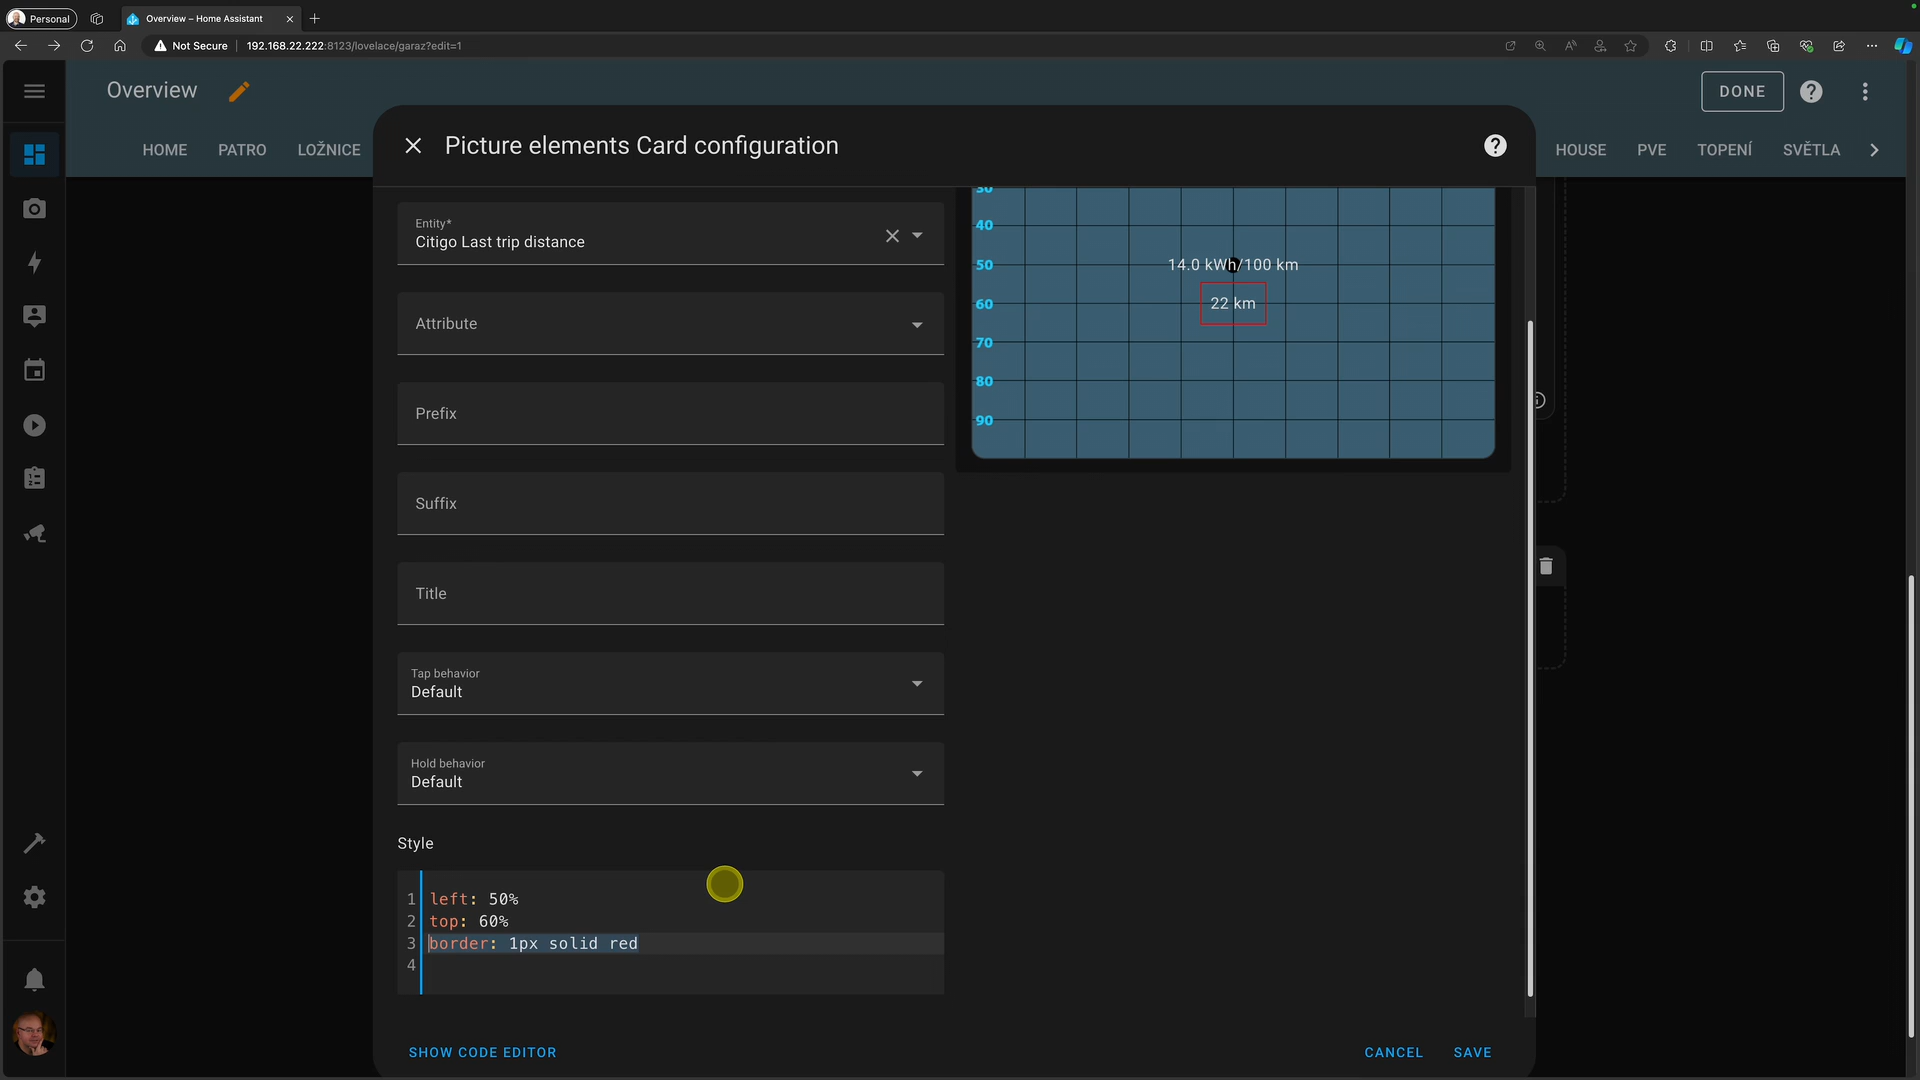 Personal
Overview – Home Assistant
Not Secure
192.168.22.222:8123/lovelace/garaz?edit=1
Overview
DONE
HOME
PATRO
LOŽNICE
HOUSE
PVE
TOPENÍ
SVĚTLA
Picture elements Card configuration
Entity*
Citigo Last trip distance
Attribute
Prefix
Suffix
Title
Tap behavior
Default
Hold behavior
Default
Style
1 left: 50%
2 top: 60%
3 border: 1px solid red
4
30
40
50
60
70
80
90
14.0 kWh/100 km
22 km
SHOW CODE EDITOR
CANCEL
SAVE